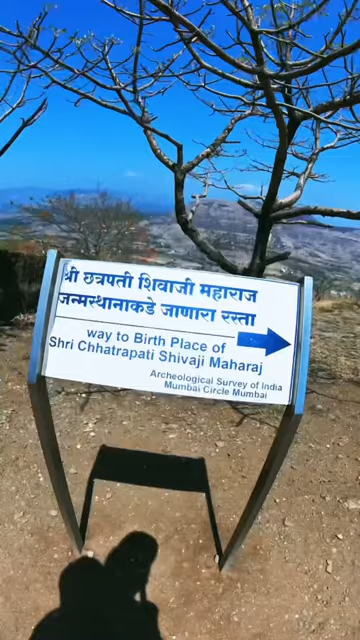 श्री छत्रपती शिवाजी महाराज
जन्मस्थानाकडे जाणारा रस्ता
way to Birth Place of
Shri Chhatrapati Shivaji Maharaj
Archeological Survey of India
Mumbai Circle Mumbai